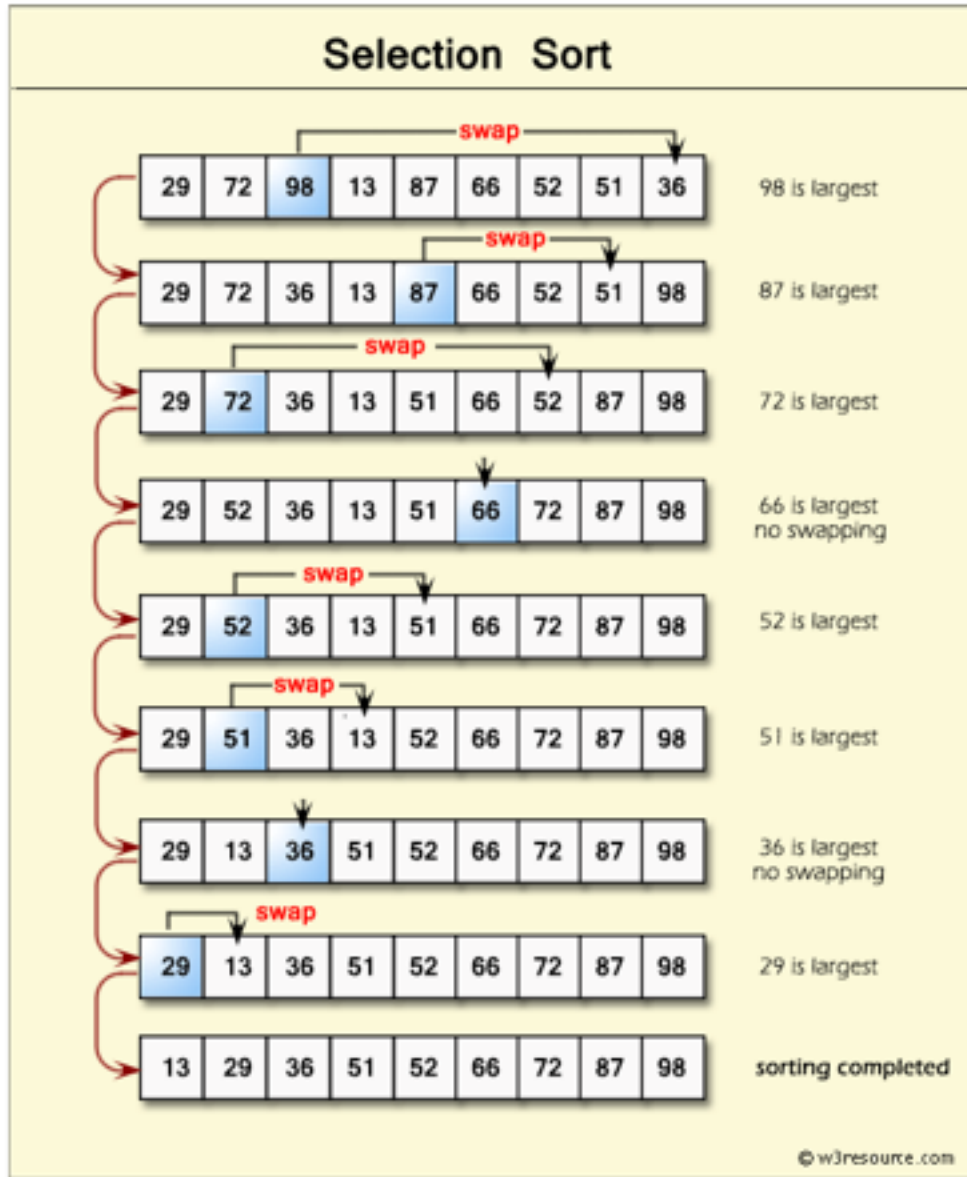 Selection Sort
swap
29 72 98 13 87 66 52 51 36 98 is largest
swap
29 72 36 13 87 66 52 51 98 87 is largest
swap
29 72 36 13 51 66 52 87 98 72 is largest
29 52 36 13 51 66 72 87 98 66 is largest
no swapping
swap
29 52 36 13 51 66 72 87 98 52 is largest
swap
29 51 36 13 52 66 72 87 98 51 is largest
29 13 36 51 52 66 72 87 98 36 is largest
no swapping
swap
29 13 36 51 52 66 72 87 98 29 is largest
13 29 36 51 52 66 72 87 98 sorting completed
© w3resource.com